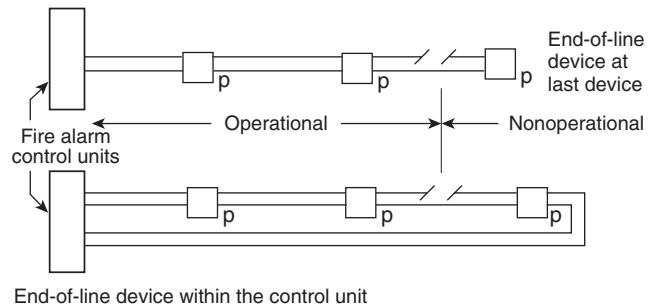 End-of-line
device at
last device
p
p
p
Operational
Nonoperational
Fire alarm
control units
p
p
p
End-of-line device within the control unit